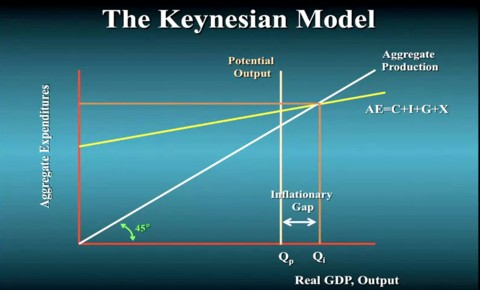 The Keynesian Model
Potential
Output
Aggregate
Production
AE=C+I+G+X
Aggregate Expenditures
Inflationary
Gap
45°
Qp
Qi
Real GDP, Output